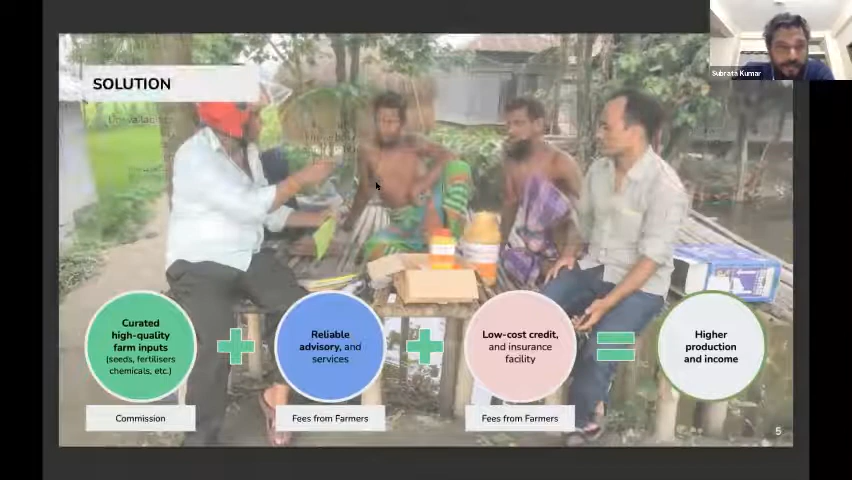 Subrata Kumar
SOLUTION
Curated
high-quality
farm inputs
(seeds, fertilisers
chemicals, etc.)
Reliable
advisory, and
services
Low-cost credit,
and insurance
facility
Higher
production
and income
Commission
Fees from Farmers
Fees from Farmers
5